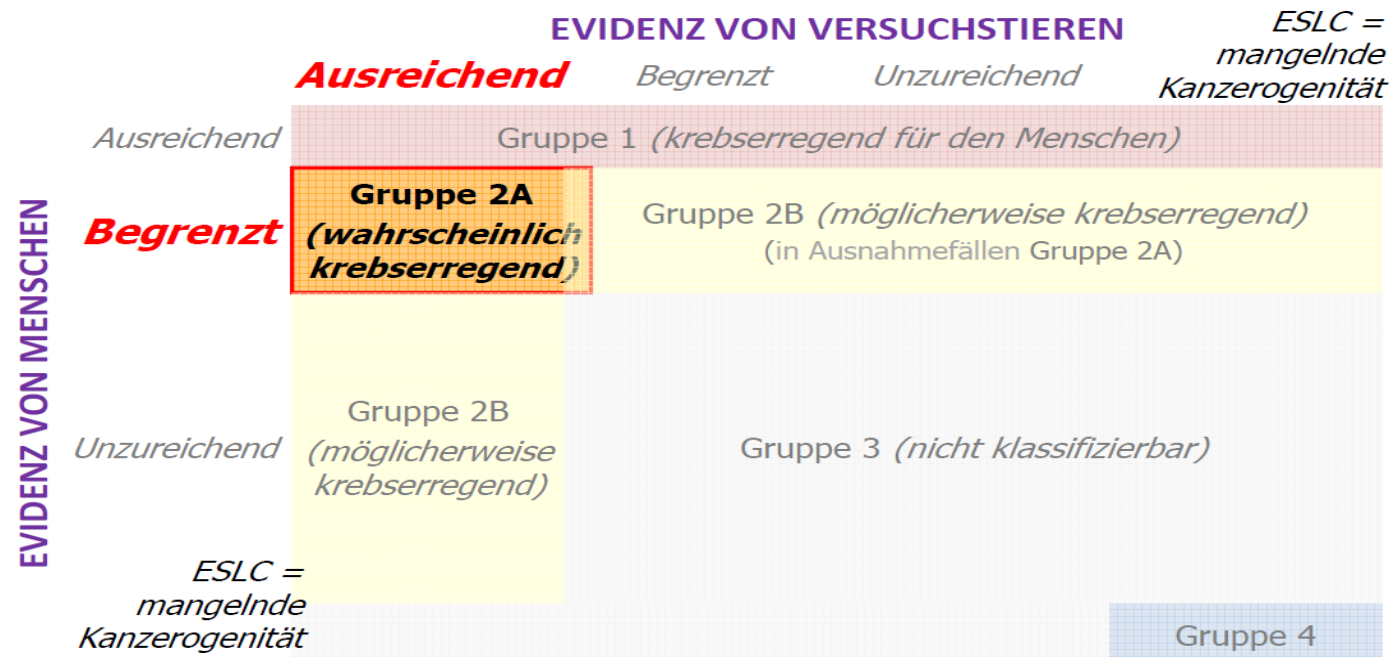 EVIDENZ VON VERSUCHSTIEREN
ESLC =
mangelnde
Kanzerogenität
Ausreichend
Begrenzt
Unzureichend
EVIDENZ VON MENSCHEN
Ausreichend
Gruppe 1 (krebserregend für den Menschen)
Begrenzt
Gruppe 2A
(wahrscheinlich
krebserregend)
Gruppe 2B (möglicherweise krebserregend)
(in Ausnahmefällen Gruppe 2A)
Unzureichend
Gruppe 2B
(möglicherweise
krebserregend)
Gruppe 3 (nicht klassifizierbar)
ESLC =
mangelnde
Kanzerogenität
Gruppe 4